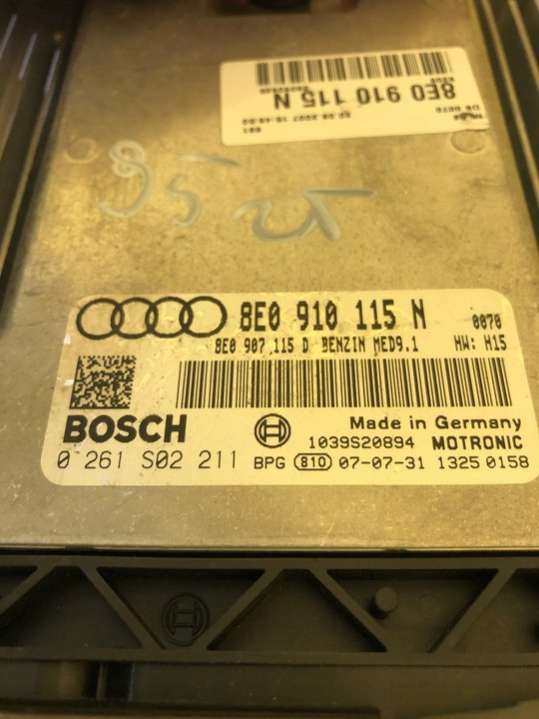 8E0 910 115 N
95
8E0 910 115 N 0070
8E0 907 115 D BENZIN MED9.1 HW: H15
BOSCH Made in Germany
1039S20894 MOTRONIC
0 261 S02 211 BPG 810 07-07-31 1325 0158